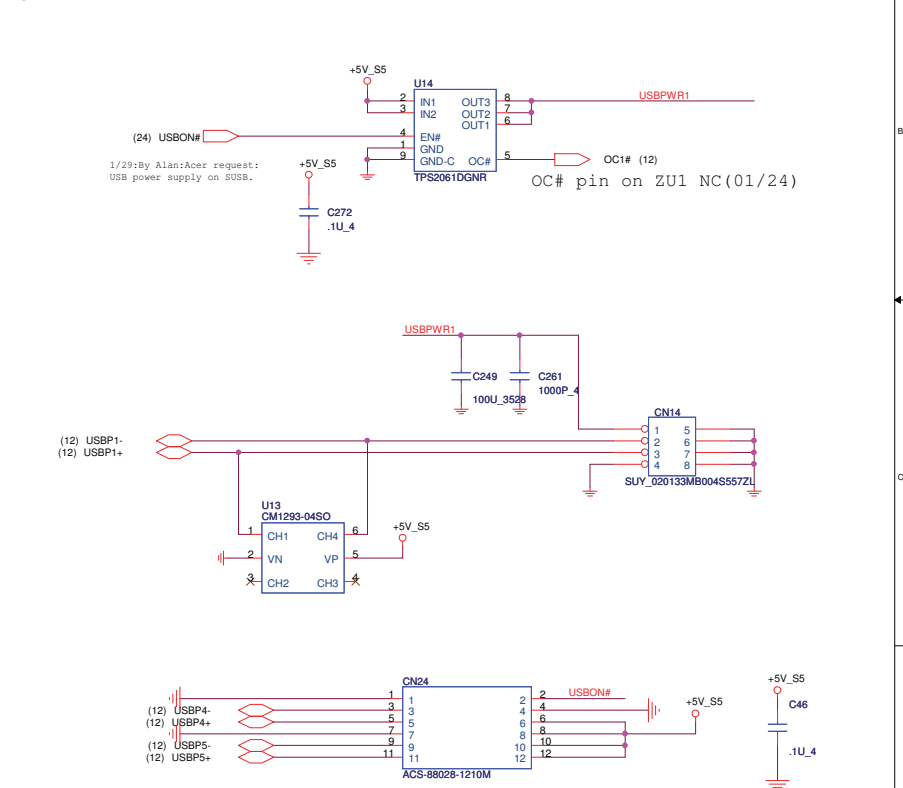 +5V_S5
U14
2 IN1 OUT3 8 USBPWR1
3 IN2 OUT2 7
OUT1 6
(24) USBON# 4 EN#
1 GND
9 GND-C OC# 5 OC1# (12)
TPS2061DGNR
1/29:By Alan:Acer request:
USB power supply on SUSB.
OC# pin on ZU1 NC(01/24)
+5V_S5
C272
.1U_4
B
USBPWR1
C249
100U_3528
C261
1000P_4
CN14
1 5
2 6
3 7
4 8
SUY_020133MB004S557ZL
(12) USBP1-
(12) USBP1+
C
U13
CM1293-04SO
1 CH1 CH4 6
2 VN VP 5
3 CH2 CH3 4
+5V_S5
CN24
1 1 2 2 USBON#
(12) USBP4- 3 3 4 4
(12) USBP4+ 5 5 6 6
7 7 8 8
(12) USBP5- 9 9 10 10
(12) USBP5+ 11 11 12 12
ACS-88028-1210M
+5V_S5
+5V_S5
C46
.1U_4